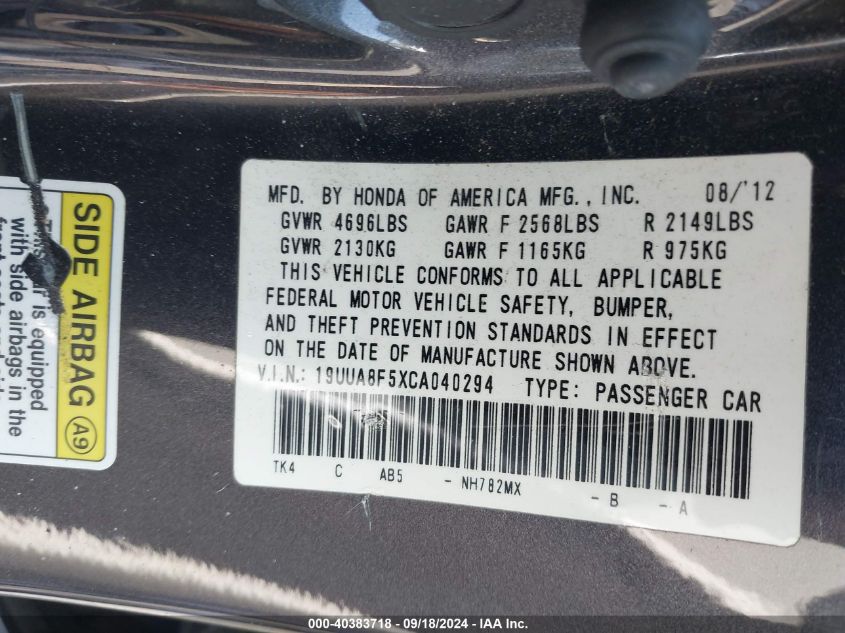 MFD. BY HONDA OF AMERICA MFG., INC. 08/'12
GVWR 4696LBS GAWR F 2568LBS R 2149LBS
GVWR 2130KG GAWR F 1165KG R 975KG
THIS VEHICLE CONFORMS TO ALL APPLICABLE
FEDERAL MOTOR VEHICLE SAFETY, BUMPER,
AND THEFT PREVENTION STANDARDS IN EFFECT
ON THE DATE OF MANUFACTURE SHOWN ABOVE.
V.I.N.: 19UUA8F5XCA040294 TYPE: PASSENGER CAR
TK4 C AB5 - NH782MX - B - A
SIDE AIRBAG A9
is equipped
with side airbags in the
000-40383718 - 09/18/2024 - IAA Inc.